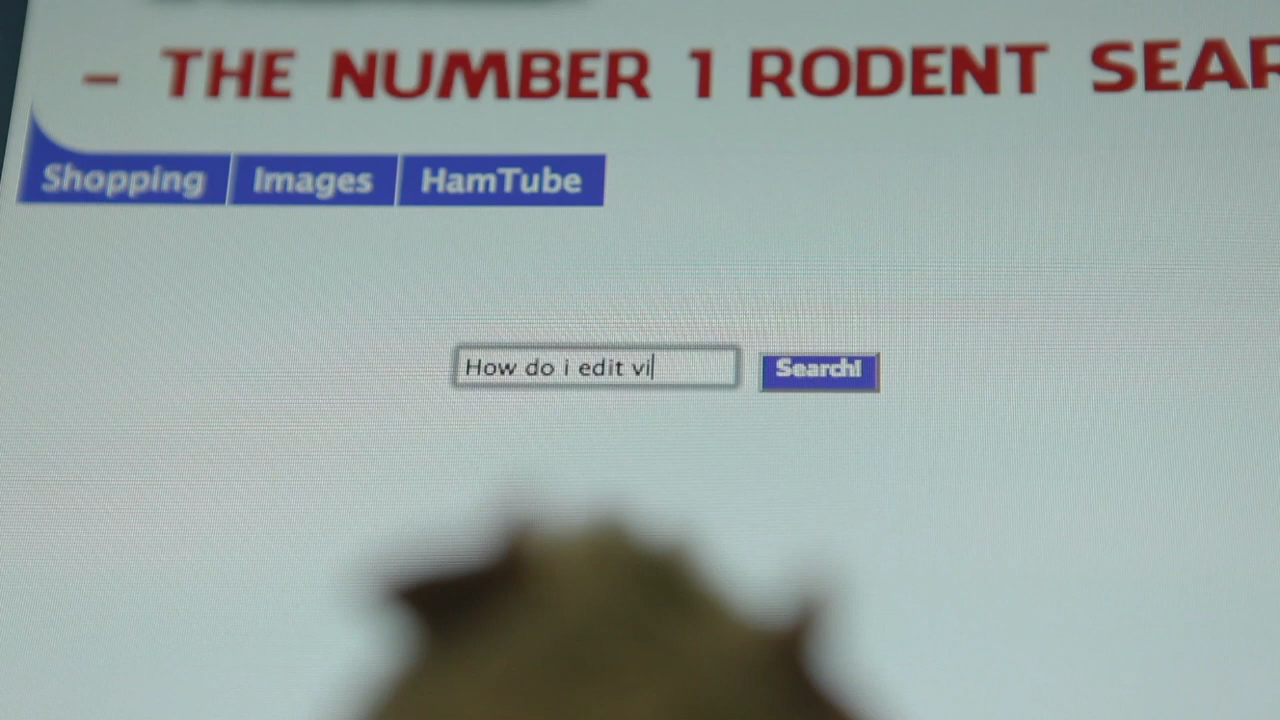 – THE NUMBER 1 RODENT SEAR
Shopping Images HamTube
How do i edit vi
Search!